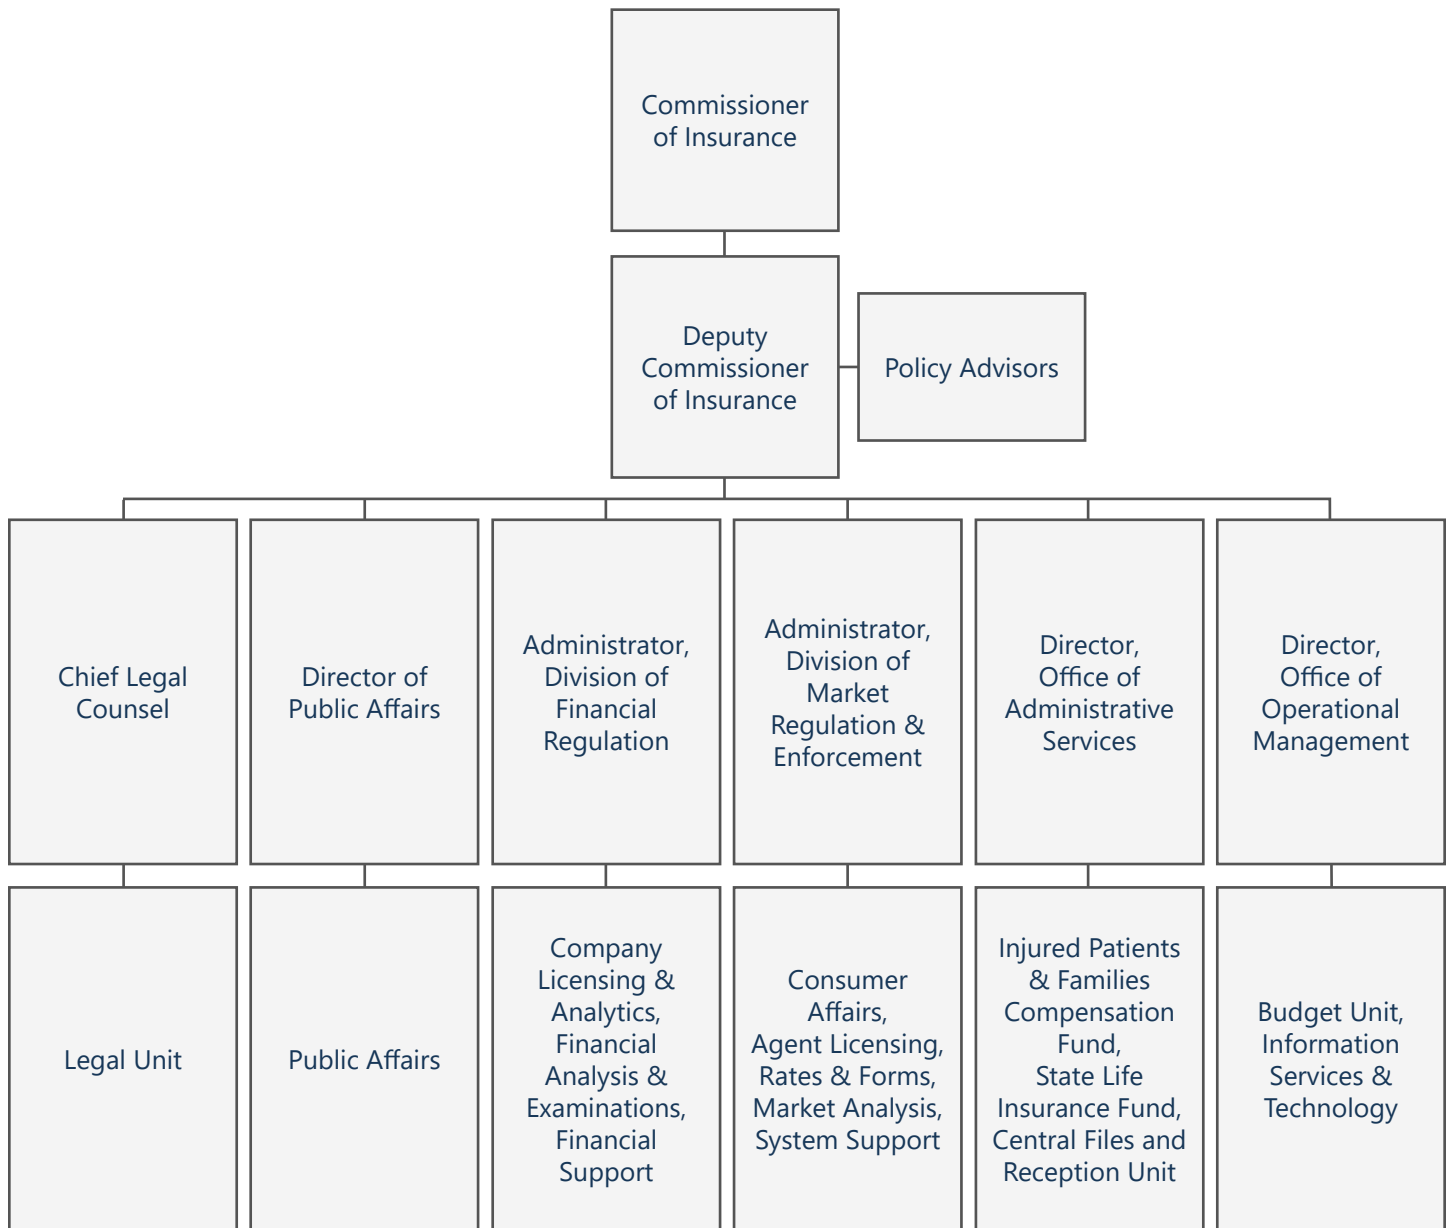 Commissioner
of Insurance
Deputy
Commissioner
of Insurance
Policy Advisors
Chief Legal
Counsel
Director of
Public Affairs
Administrator,
Division of
Financial
Regulation
Administrator,
Division of
Market
Regulation &
Enforcement
Director,
Office of
Administrative
Services
Director,
Office of
Operational
Management
Legal Unit
Public Affairs
Company
Licensing &
Analytics,
Financial
Analysis &
Examinations,
Financial
Support
Consumer
Affairs,
Agent Licensing,
Rates & Forms,
Market Analysis,
System Support
Injured Patients
& Families
Compensation
Fund,
State Life
Insurance Fund,
Central Files and
Reception Unit
Budget Unit,
Information
Services &
Technology